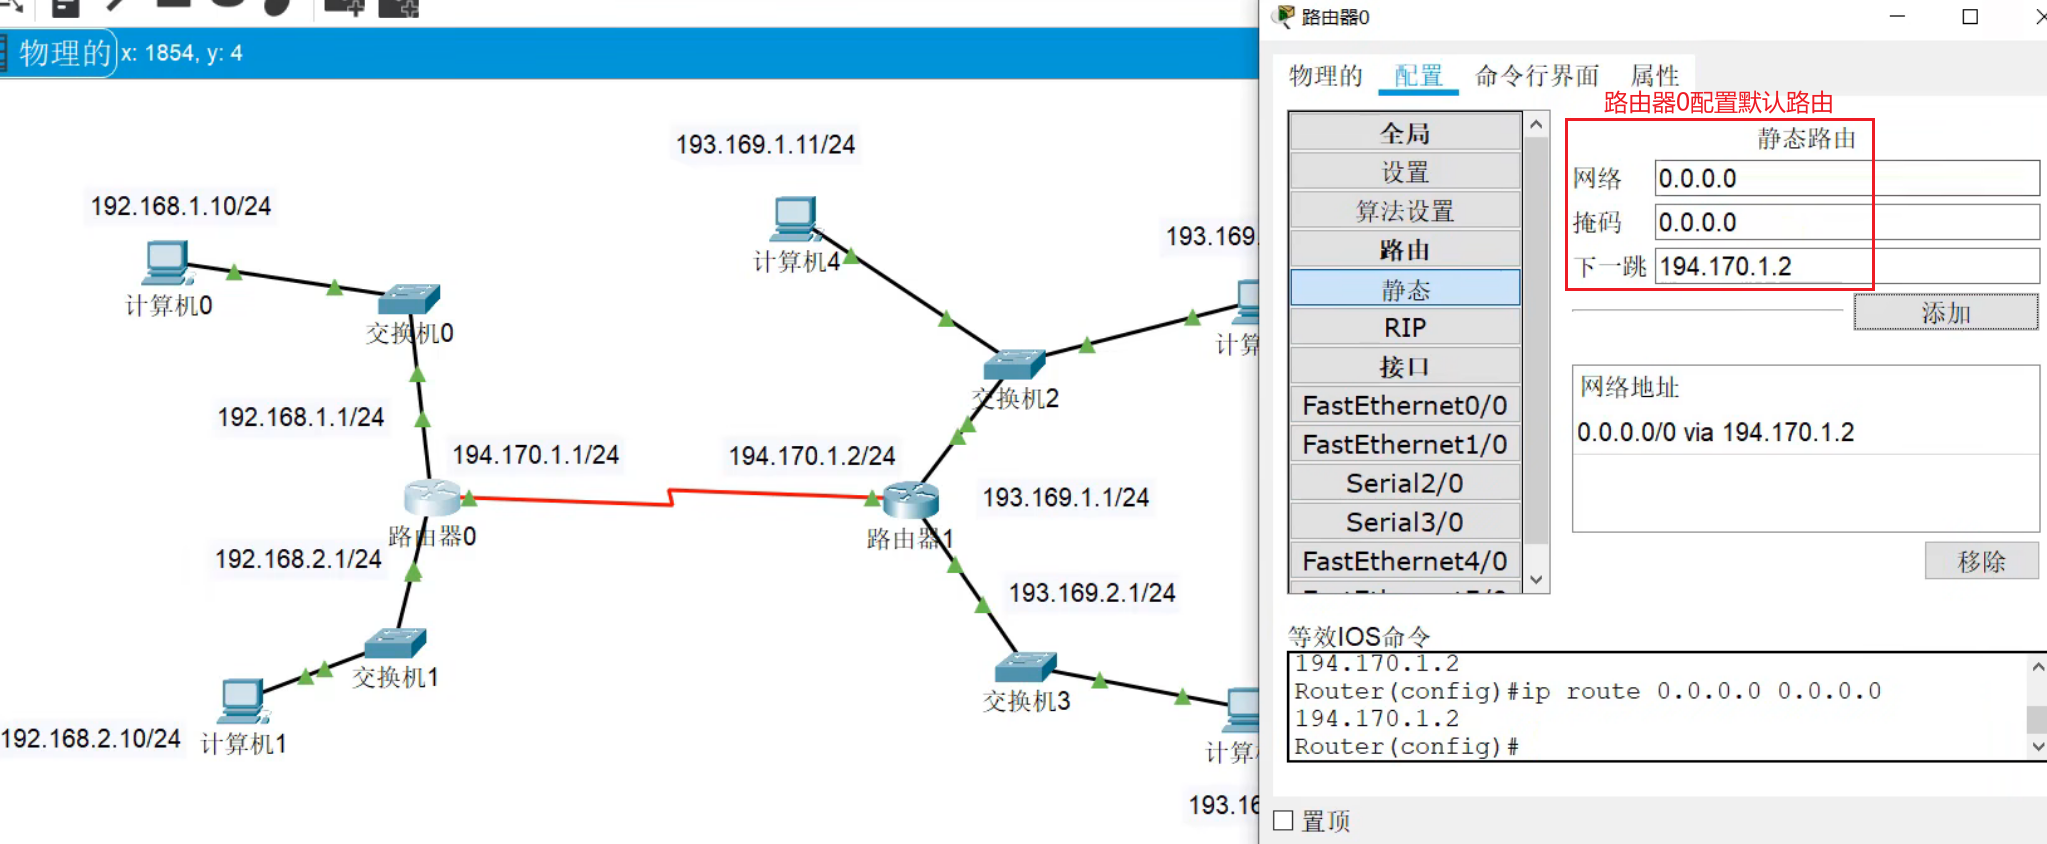 物理的 x: 1854, y: 4
193.169.1.11/24
192.168.1.10/24
193.169.
计算机4
计算机0
交换机0
计算
交换机2
192.168.1.1/24
194.170.1.1/24
194.170.1.2/24
193.169.1.1/24
路由器0
路由器1
192.168.2.1/24
193.169.2.1/24
交换机1
交换机3
192.168.2.10/24
计算机1
计算机
193.16
路由器0
物理的 配置 命令行界面 属性
路由器0配置默认路由
全局
设置
算法设置
路由
静态
RIP
接口
FastEthernet0/0
FastEthernet1/0
Serial2/0
Serial3/0
FastEthernet4/0
静态路由
网络 0.0.0.0
掩码 0.0.0.0
下一跳 194.170.1.2
添加
网络地址
0.0.0.0/0 via 194.170.1.2
移除
等效IOS命令
194.170.1.2
Router(config)#ip route 0.0.0.0 0.0.0.0
194.170.1.2
Router(config)#
置顶